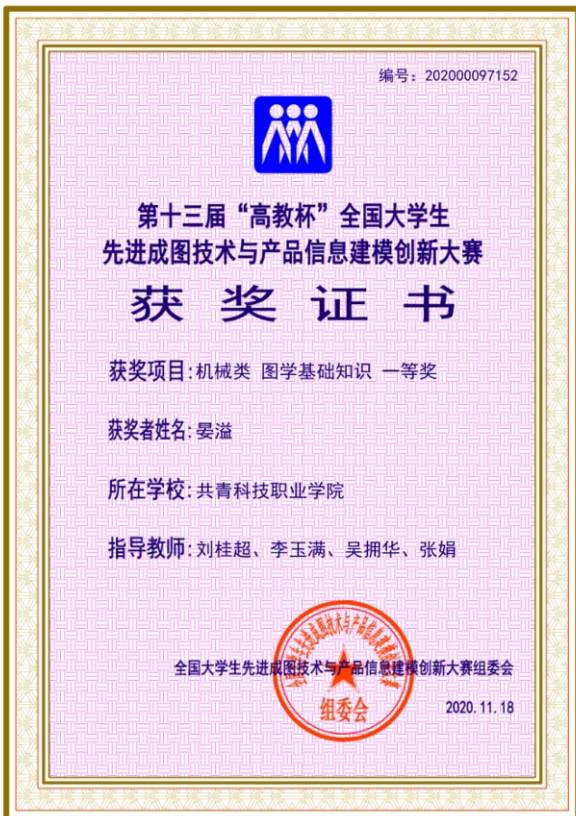 编号：202000097152
第十三届“高教杯”全国大学生
先进成图技术与产品信息建模创新大赛
获奖证书
获奖项目：机械类 图学基础知识 一等奖
获奖者姓名：晏溢
所在学校：共青科技职业学院
指导教师：刘桂超、李玉满、吴拥华、张娟
全国大学生先进成图技术与产品信息建模创新大赛组委会
组委会
2020.11.18